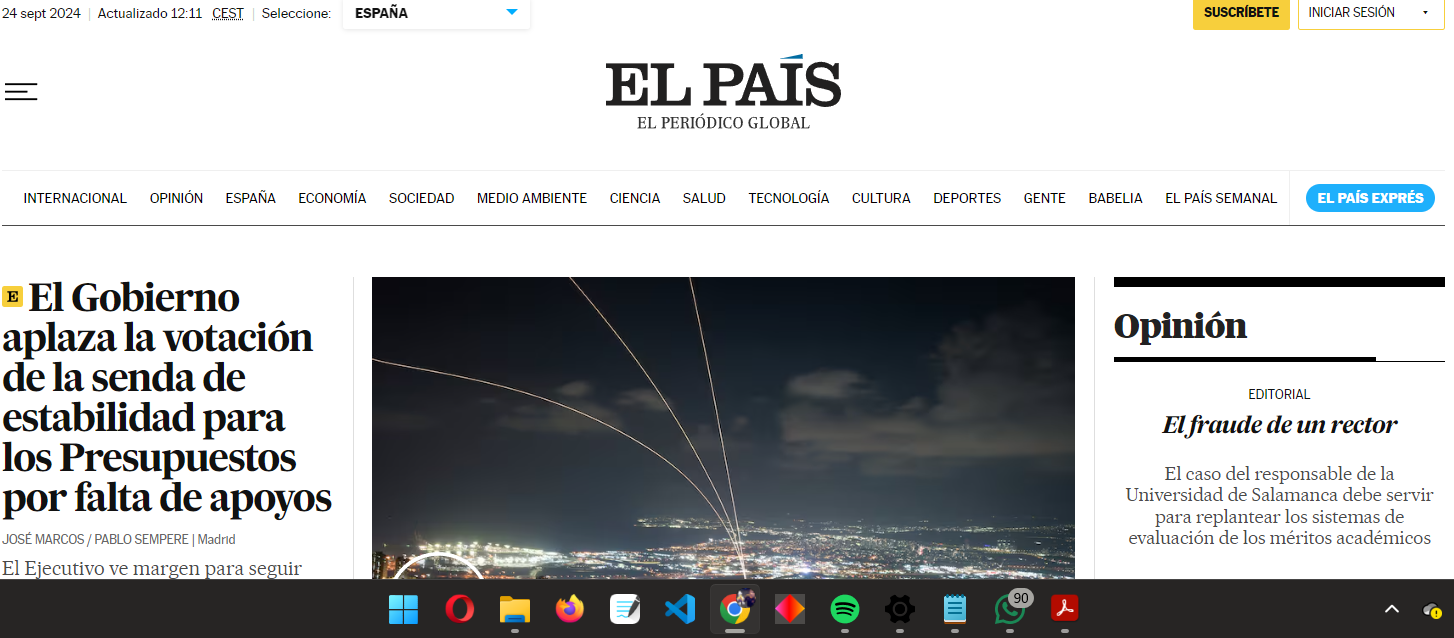 24 sept 2024 | Actualizado 12:11 CEST | Seleccione: ESPAÑA SUSCRÍBETE INICIAR SESIÓN
EL PAÍS
EL PERIÓDICO GLOBAL
INTERNACIONAL OPINIÓN ESPAÑA ECONOMÍA SOCIEDAD MEDIO AMBIENTE CIENCIA SALUD TECNOLOGÍA CULTURA DEPORTES GENTE BABELIA EL PAÍS SEMANAL EL PAÍS EXPRÉS
E El Gobierno
aplaza la votación
de la senda de
estabilidad para
los Presupuestos
por falta de apoyos
JOSÉ MARCOS / PABLO SEMPERE | Madrid
El Ejecutivo ve margen para seguir
Opinión
EDITORIAL
El fraude de un rector
El caso del responsable de la
Universidad de Salamanca debe servir
para replantear los sistemas de
evaluación de los méritos académicos
90